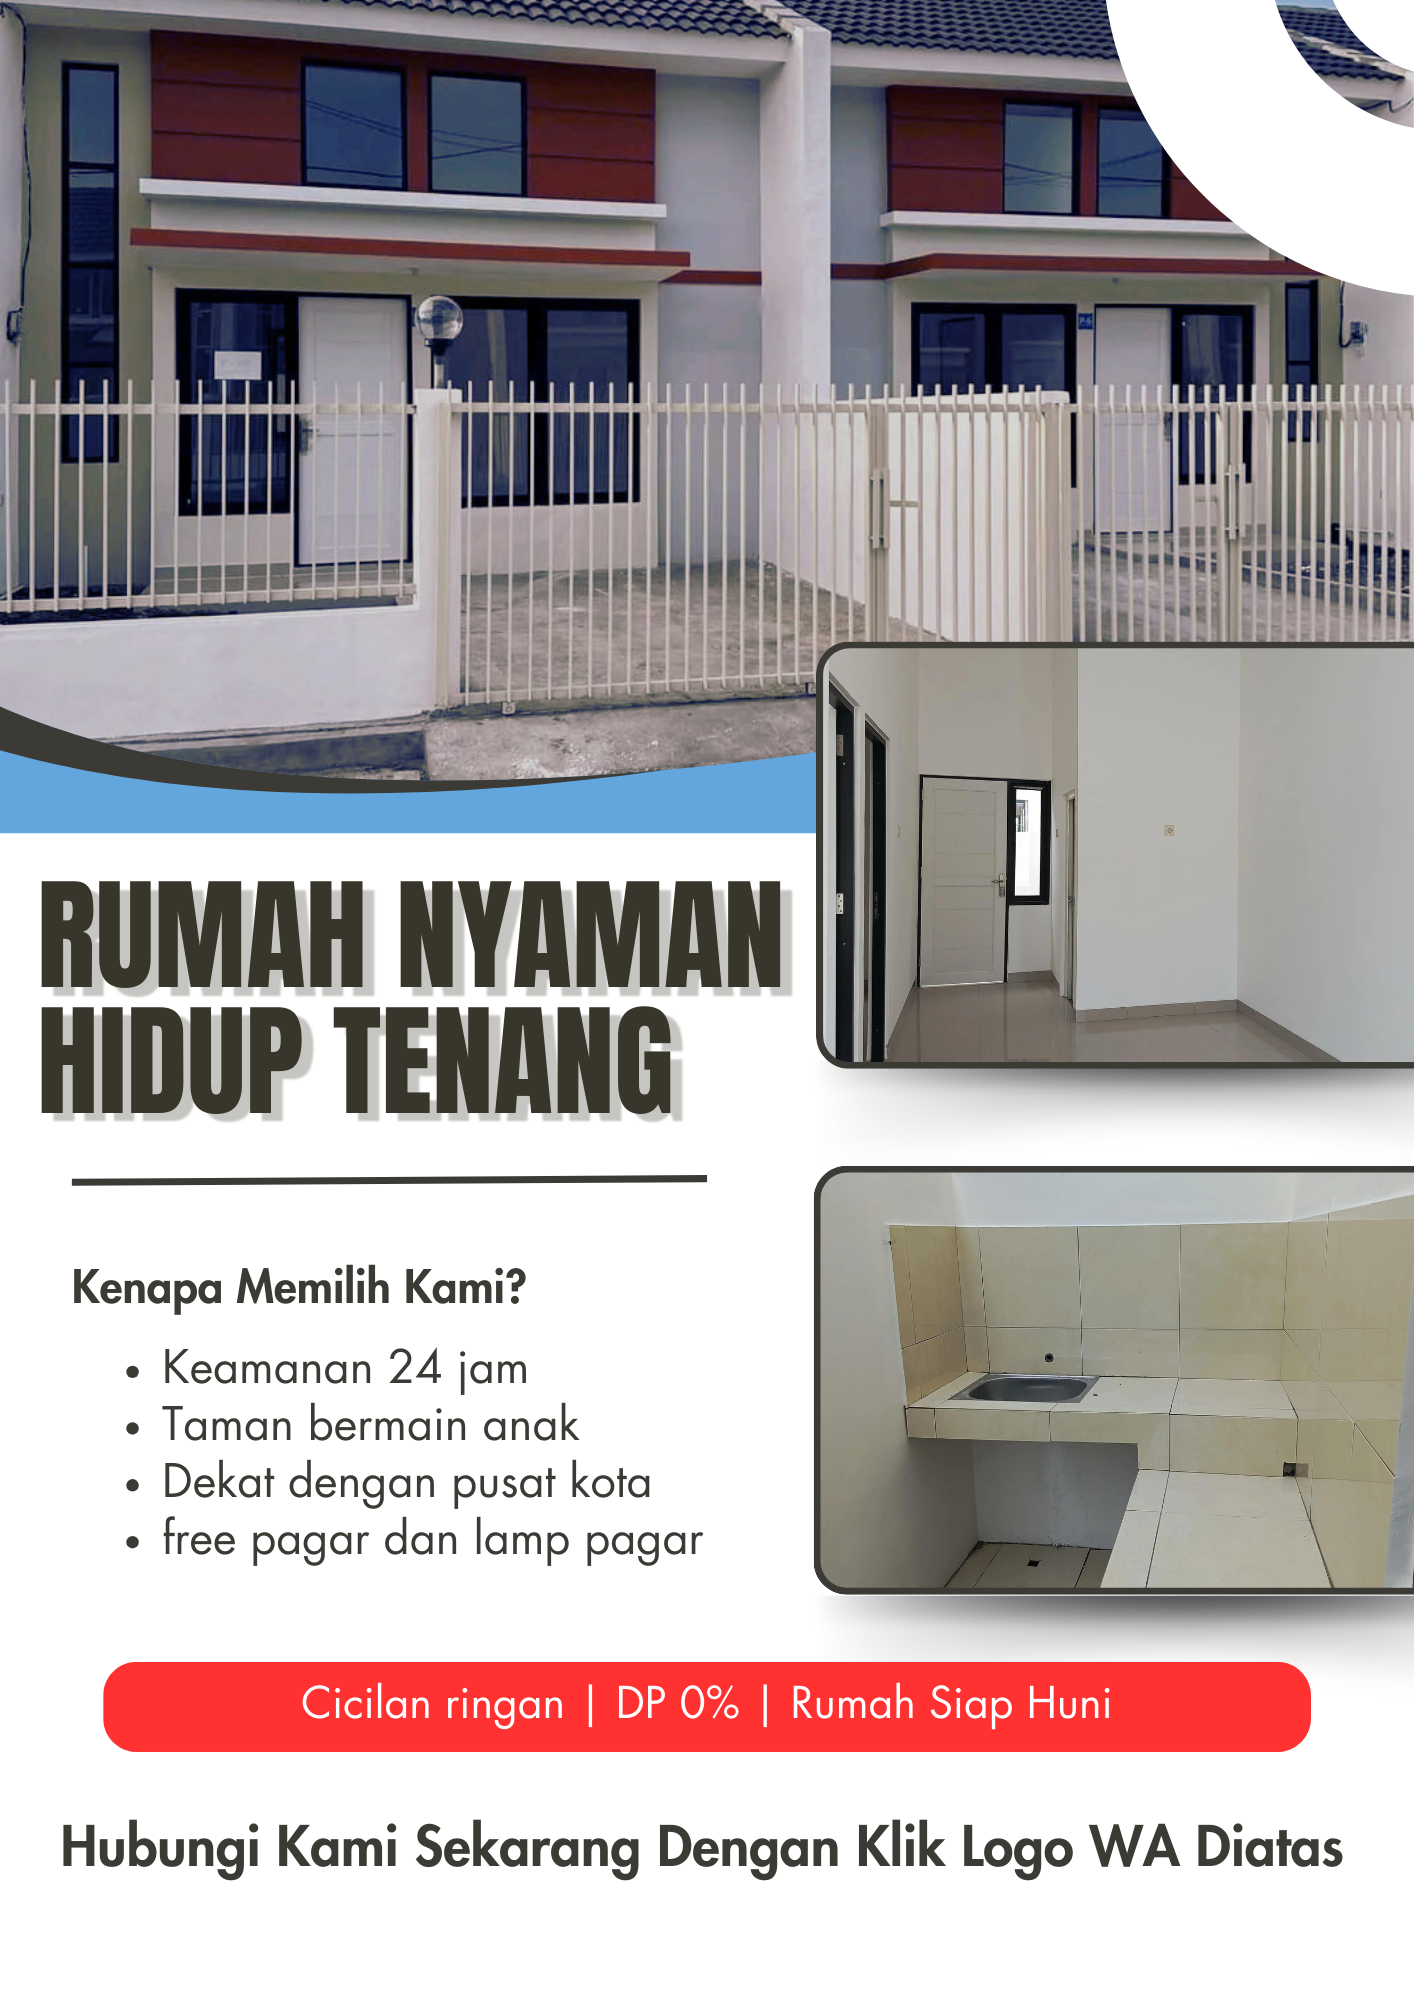 P-6
RUMAH NYAMAN
HIDUP TENANG
Kenapa Memilih Kami?
• Keamanan 24 jam
• Taman bermain anak
• Dekat dengan pusat kota
• free pagar dan lamp pagar
Cicilan ringan | DP 0% | Rumah Siap Huni
Hubungi Kami Sekarang Dengan Klik Logo WA Diatas